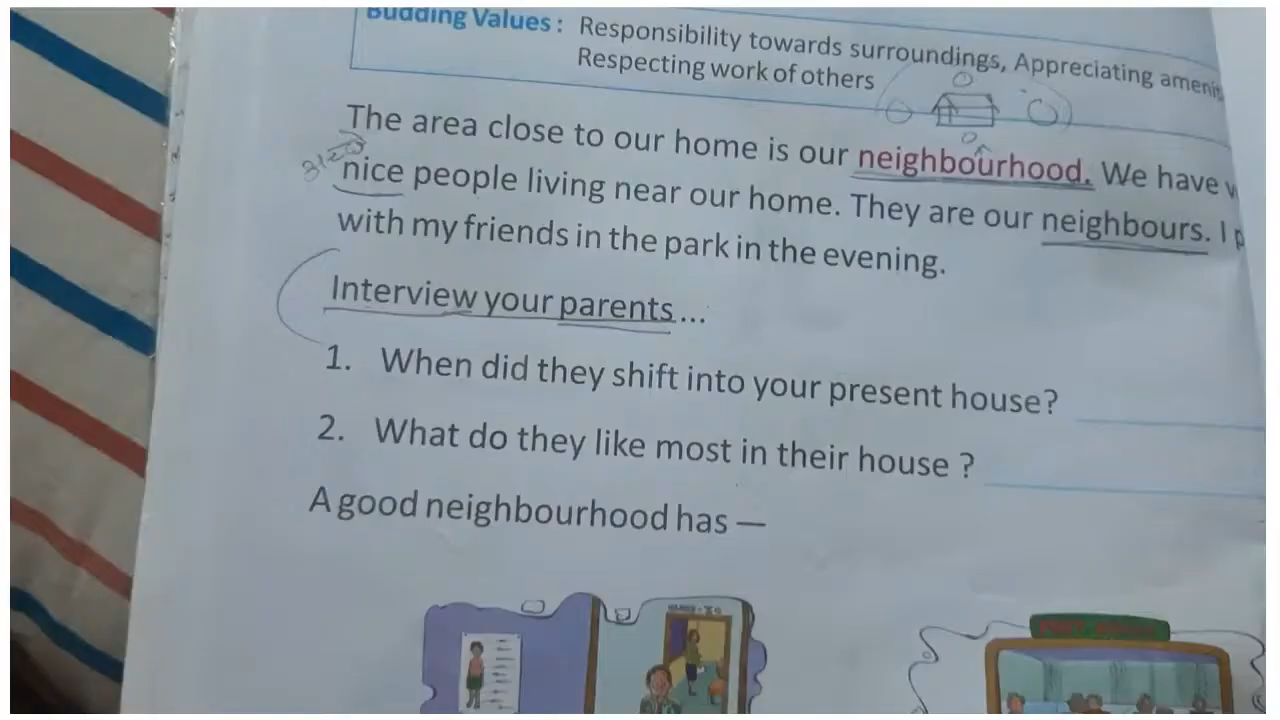 Budding Values : Responsibility towards surroundings, Appreciating
Respecting work of others
The area close to our home is our neighbourhood. We have
nice people living near our home. They are our neighbours. I
with my friends in the park in the evening.
Interview your parents...
1. When did they shift into your present house?
2. What do they like most in their house ?
A good neighbourhood has —